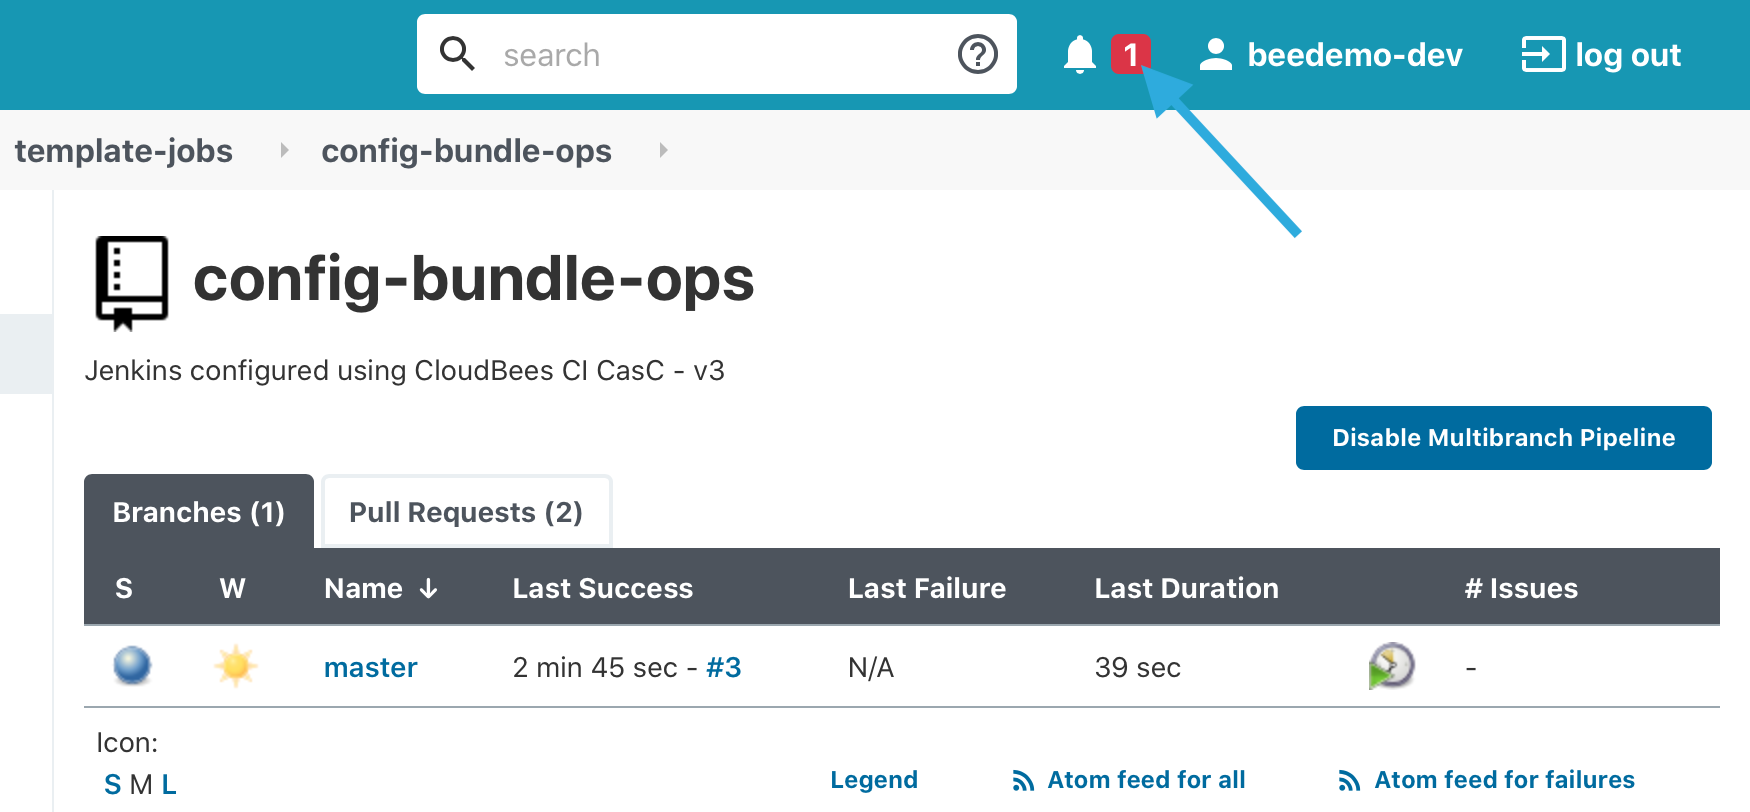 search
1 beedemo-dev log out
template-jobs config-bundle-ops
config-bundle-ops
Jenkins configured using CloudBees CI CasC - v3
Disable Multibranch Pipeline
Branches (1) Pull Requests (2)
S W Name ↓ Last Success Last Failure Last Duration # Issues
master 2 min 45 sec - #3 N/A 39 sec -
Icon:
S M L
Legend Atom feed for all Atom feed for failures